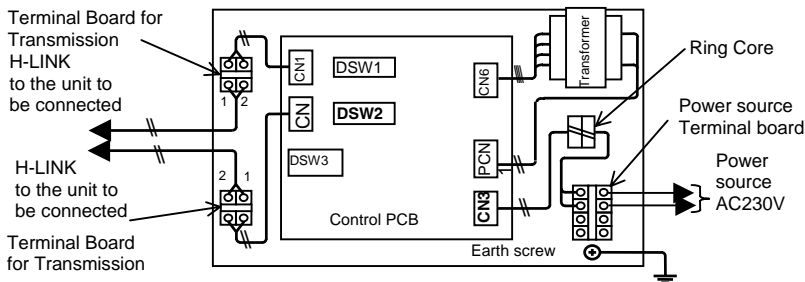 Terminal Board for
Transmission
H-LINK
to the unit to
be connected
1 2
H-LINK
to the unit to
be connected
2 1
Terminal Board
for Transmission
CN1
DSW1
CN
DSW2
DSW3
CN6
PCN
1
CN3
Control PCB
Transformer
Ring Core
Power source
Terminal board
Power
source
AC230V
Earth screw